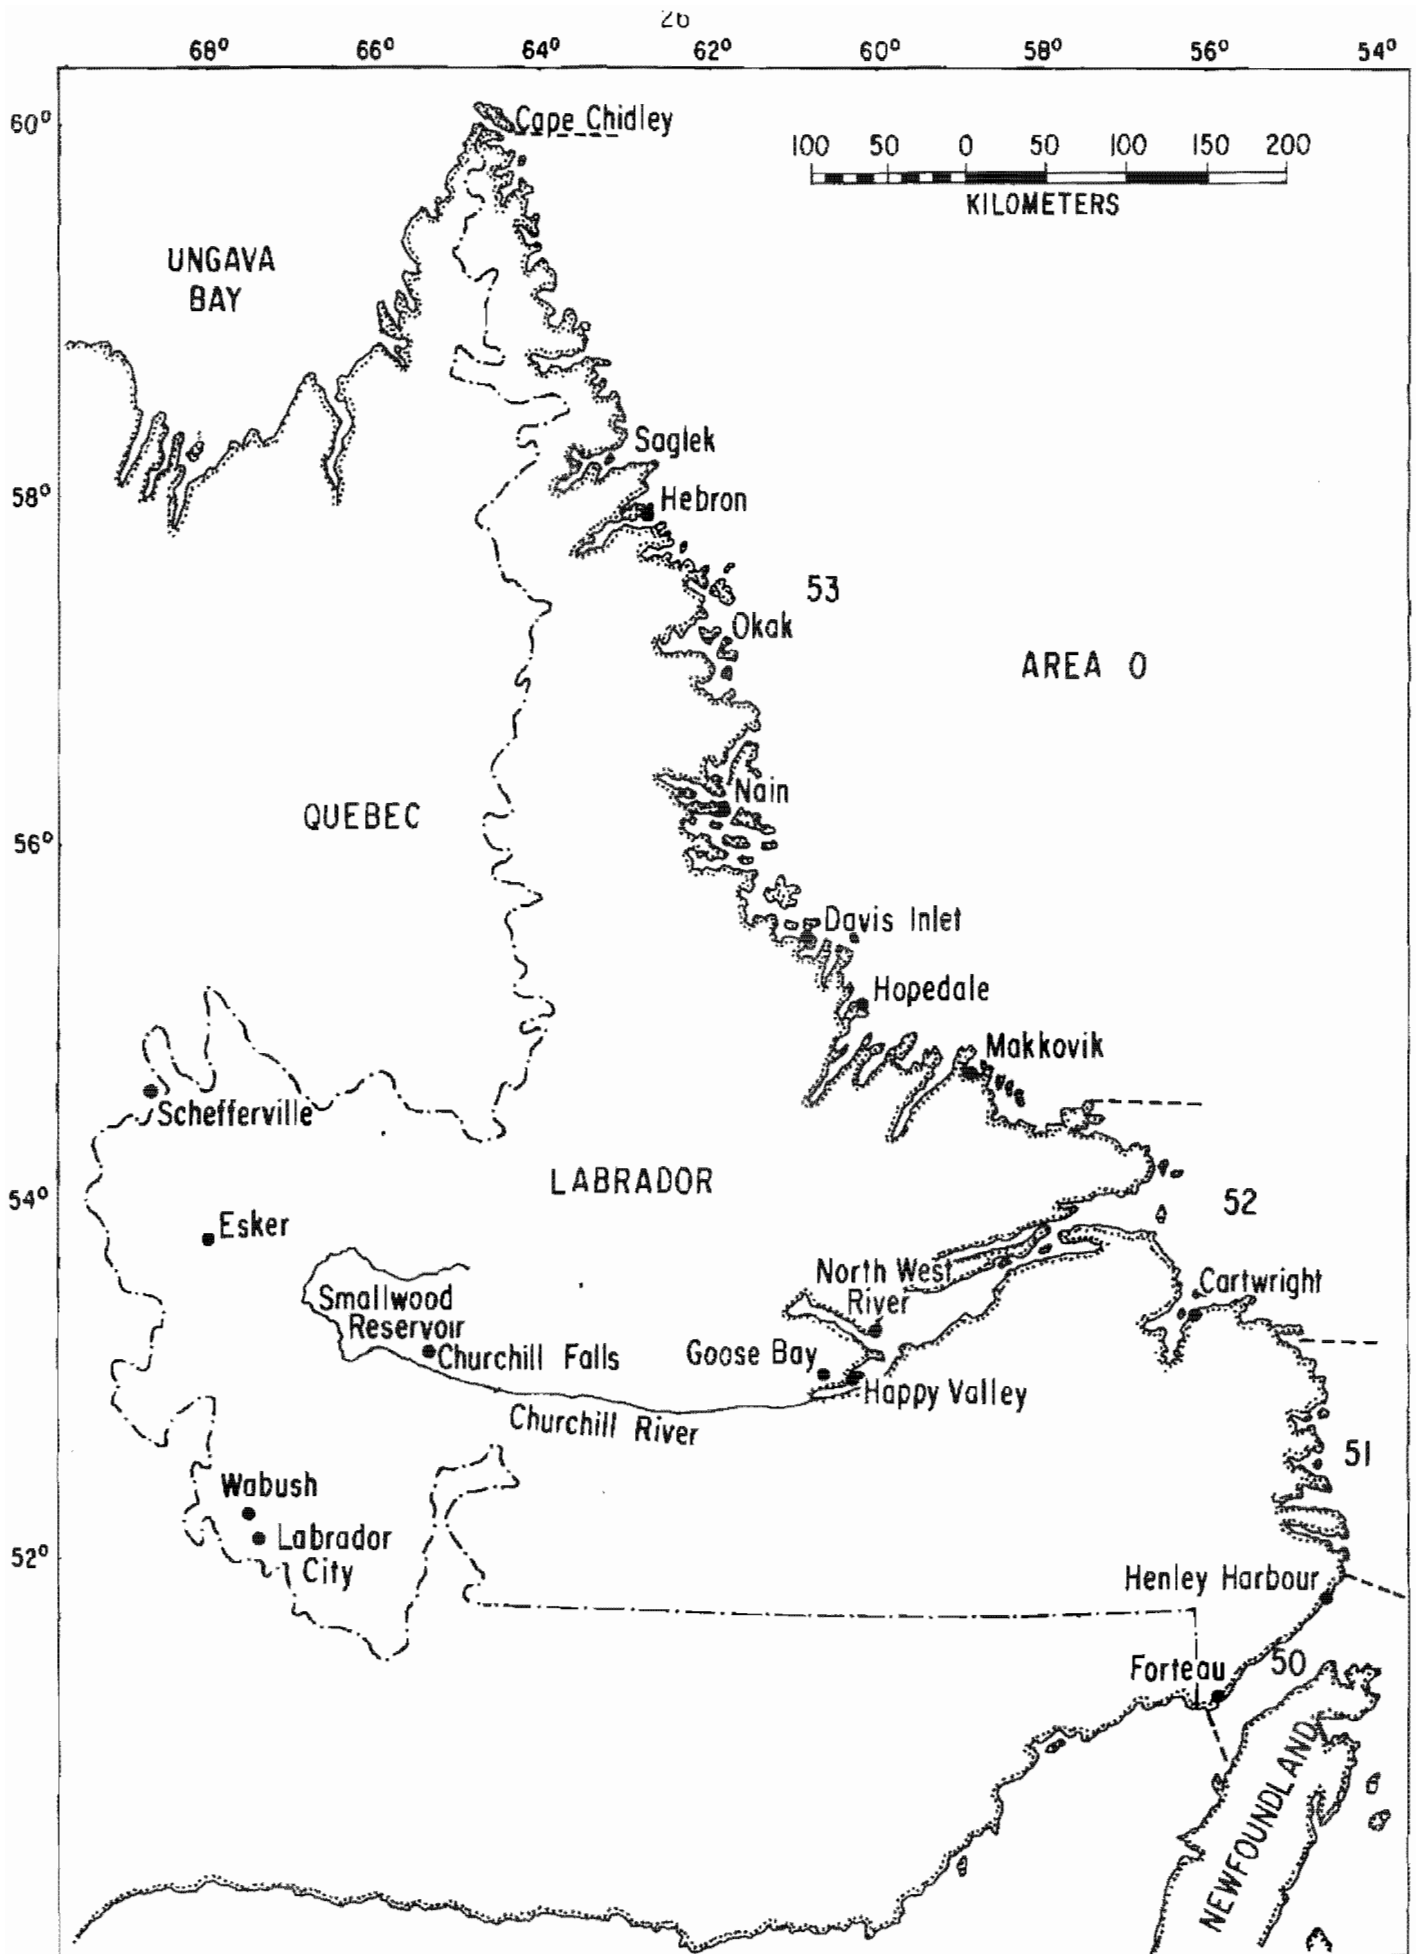 26
68° 66° 64° 62° 60° 58° 56° 54°
60°
Cape Chidley
100 50 0 50 100 150 200
KILOMETERS
UNGAVA
BAY
Saglek
58°
Hebron
53
Okak
AREA O
Nain
QUEBEC
56°
Davis Inlet
Hopedale
Makkovik
Schefferville
LABRADOR
54°
52
Esker
North West
River
Cartwright
Smallwood
Reservoir
Churchill Falls
Goose Bay
Happy Valley
Churchill River
51
Wabush
Labrador
City
52°
Henley Harbour
50
Forteau
NEWFOUNDLAND